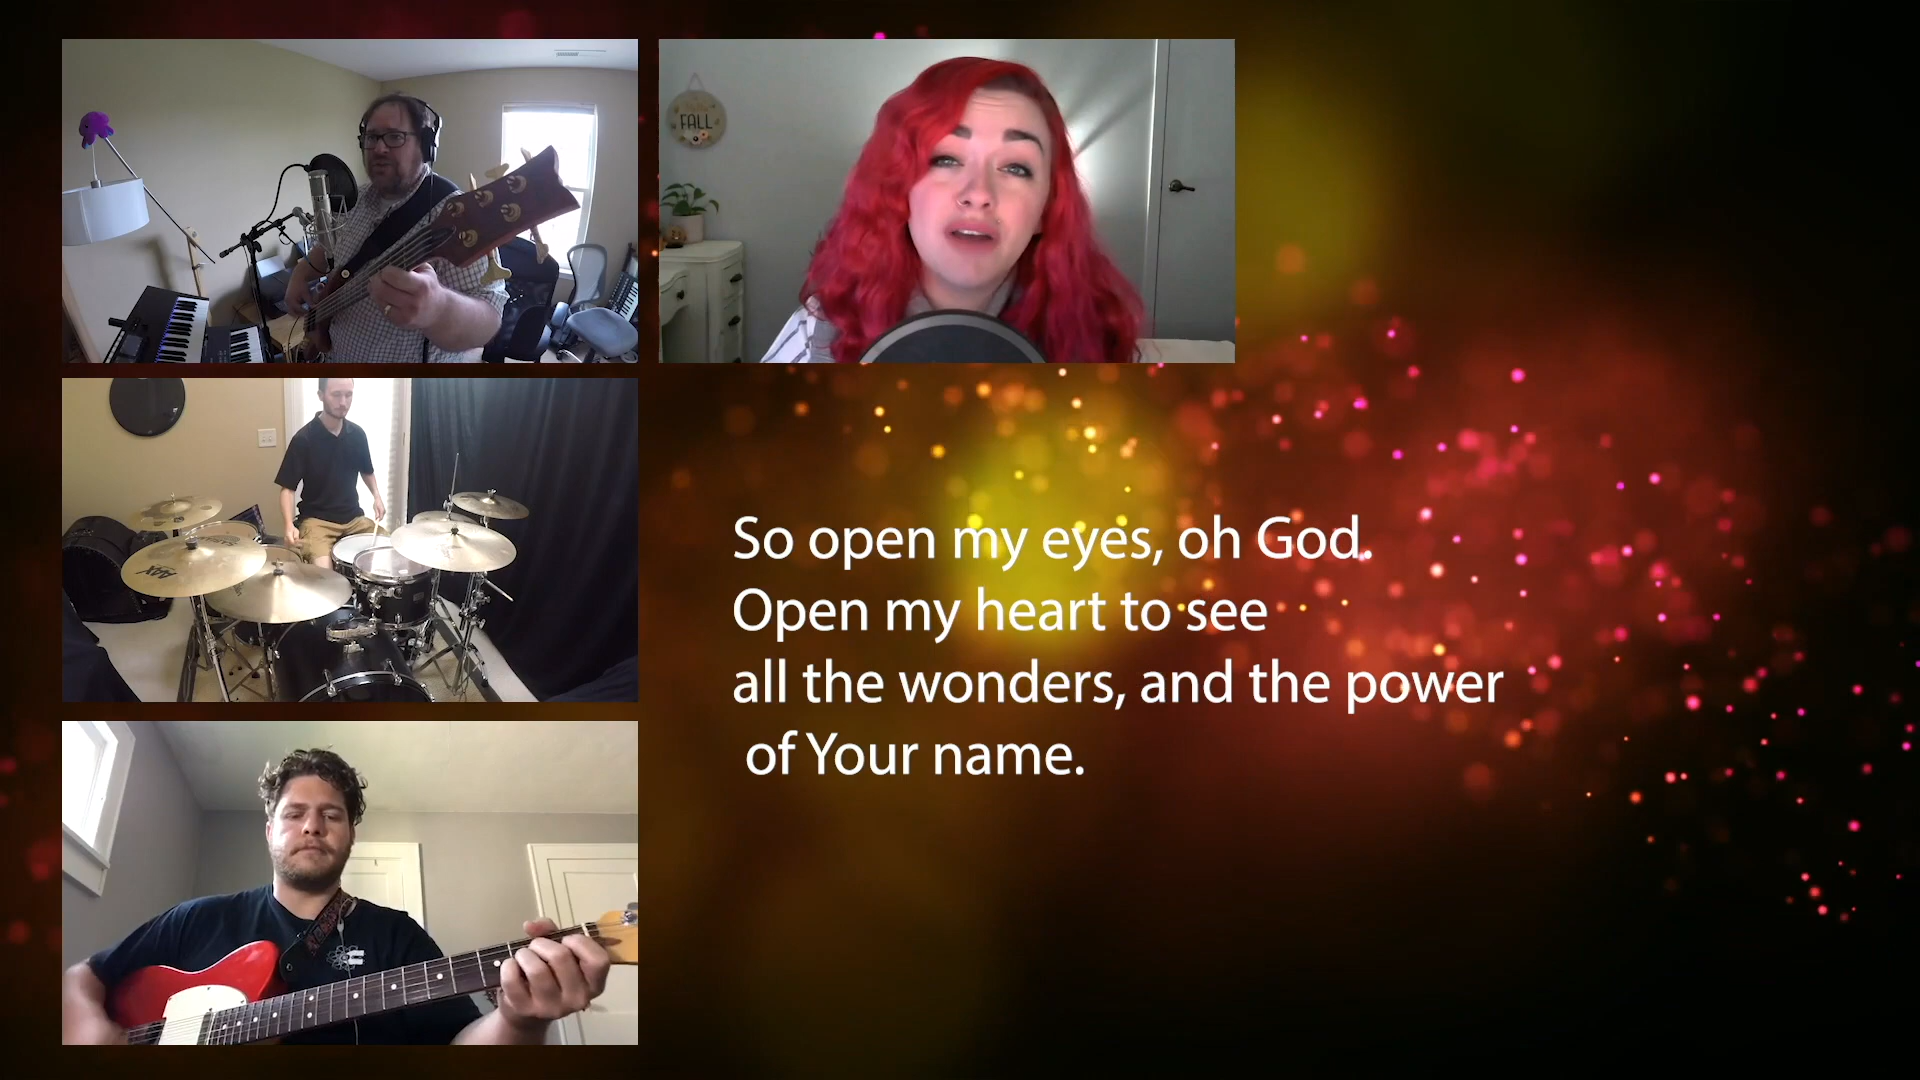 FALL
AAX
So open my eyes, oh God.
Open my heart to see
all the wonders, and the power
of Your name.